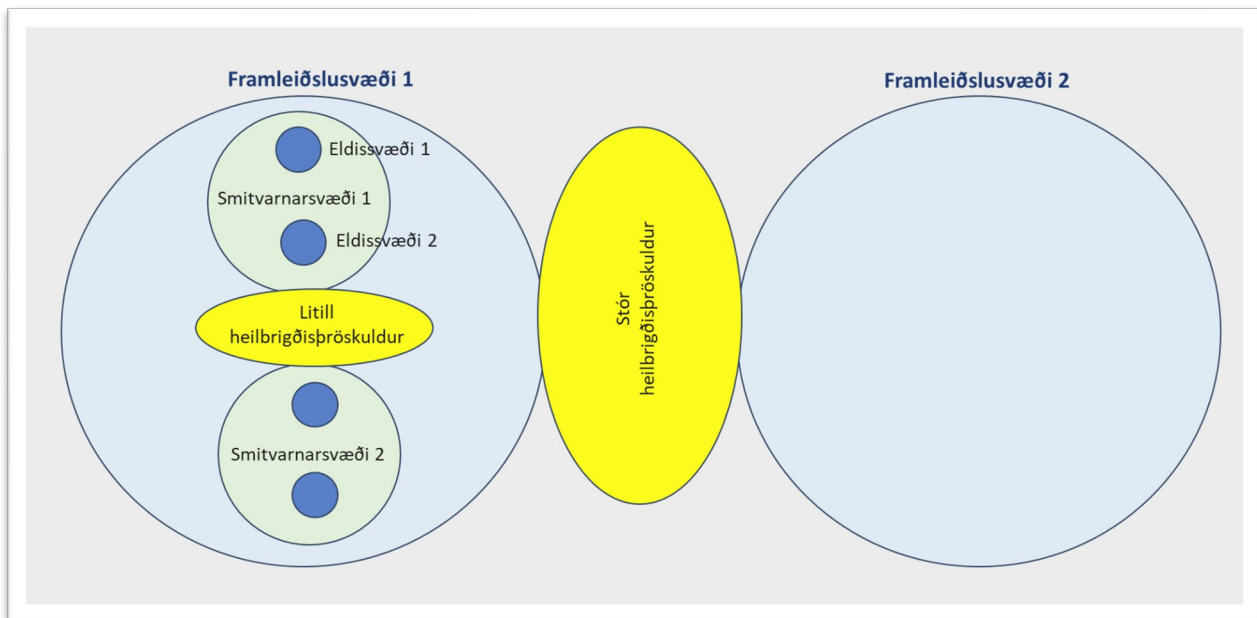 Framleiðslusvæði 1
Framleiðslusvæði 2
Eldissvæði 1
Smitvarnarsvæði 1
Eldissvæði 2
Litill
heilbrigðisþröskuldur
Smitvarnarsvæði 2
Stór
heilbrigðisþröskuldur